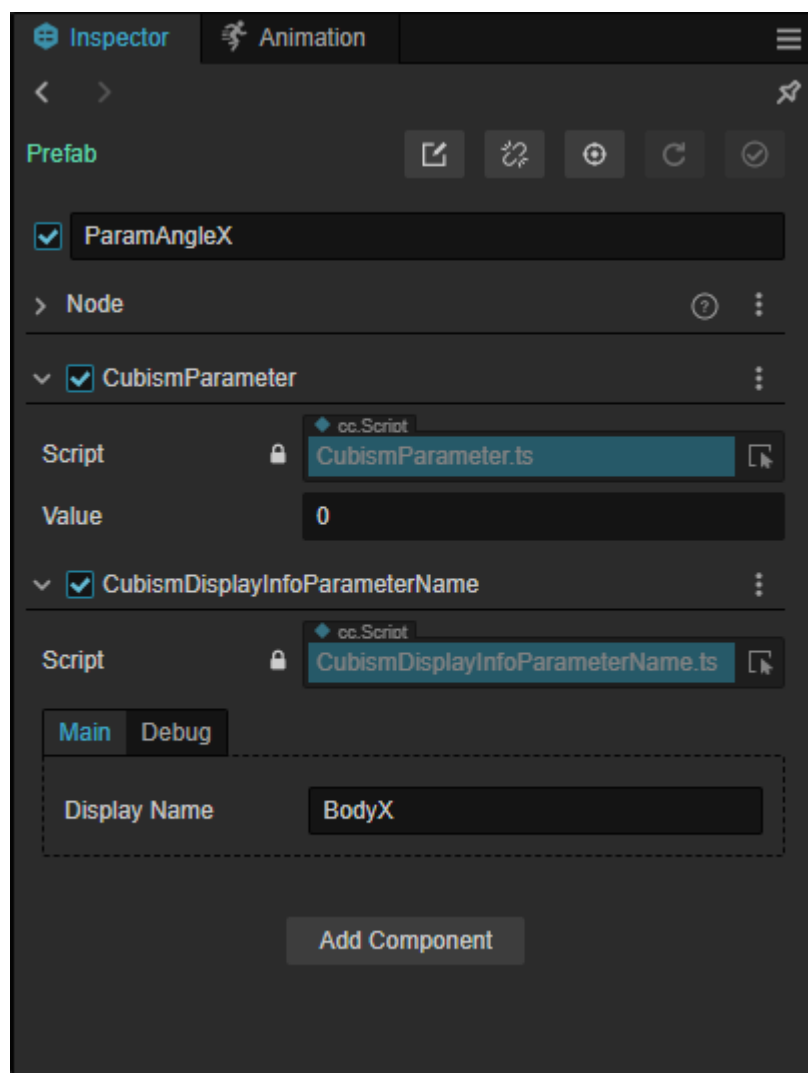 Inspector Animation
Prefab
ParamAngleX
Node
CubismParameter
cc.Script
Script CubismParameter.ts
Value 0
CubismDisplayInfoParameterName
cc.Script
Script CubismDisplayInfoParameterName.ts
Main Debug
Display Name BodyX
Add Component